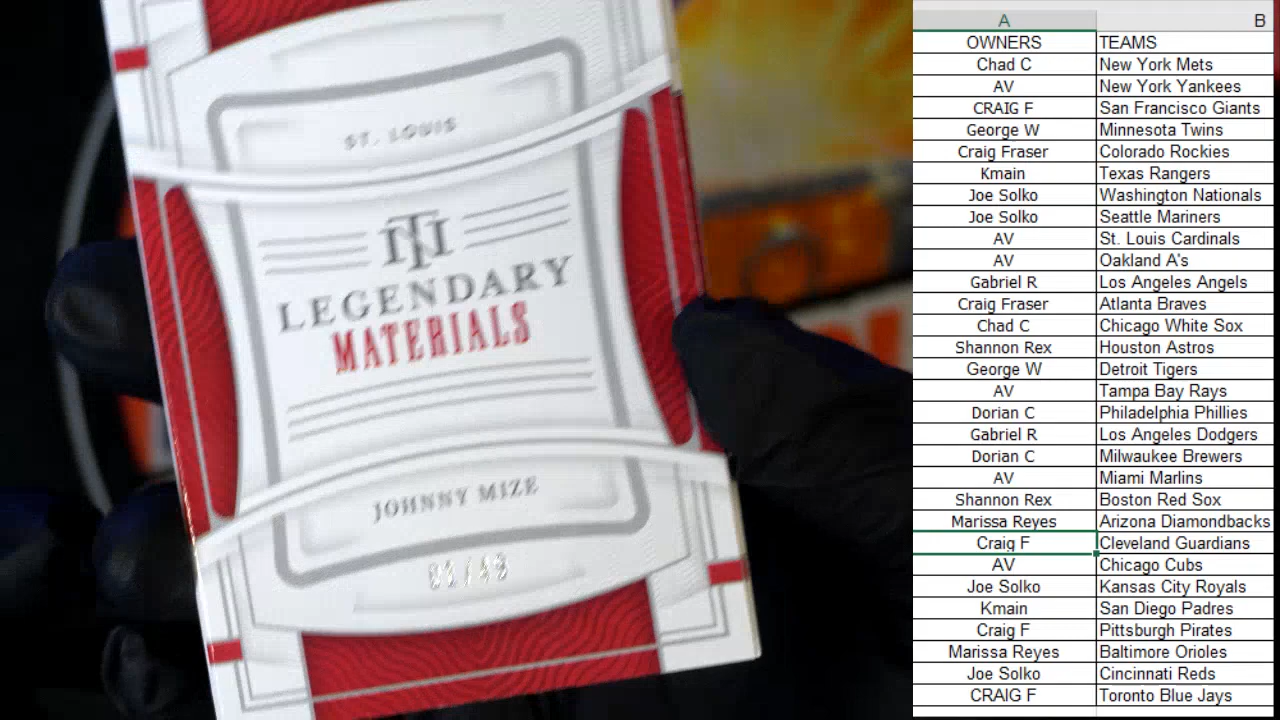 ST. LOUIS
LEGENDARY
MATERIALS
JOHNNY MIZE
A B
OWNERS TEAMS
Chad C New York Mets
AV New York Yankees
CRAIG F San Francisco Giants
George W Minnesota Twins
Craig Fraser Colorado Rockies
Kmain Texas Rangers
Joe Solko Washington Nationals
Joe Solko Seattle Mariners
AV St. Louis Cardinals
AV Oakland A's
Gabriel R Los Angeles Angels
Craig Fraser Atlanta Braves
Chad C Chicago White Sox
Shannon Rex Houston Astros
George W Detroit Tigers
AV Tampa Bay Rays
Dorian C Philadelphia Phillies
Gabriel R Los Angeles Dodgers
Dorian C Milwaukee Brewers
AV Miami Marlins
Shannon Rex Boston Red Sox
Marissa Reyes Arizona Diamondbacks
Craig F Cleveland Guardians
AV Chicago Cubs
Joe Solko Kansas City Royals
Kmain San Diego Padres
Craig F Pittsburgh Pirates
Marissa Reyes Baltimore Orioles
Joe Solko Cincinnati Reds
CRAIG F Toronto Blue Jays